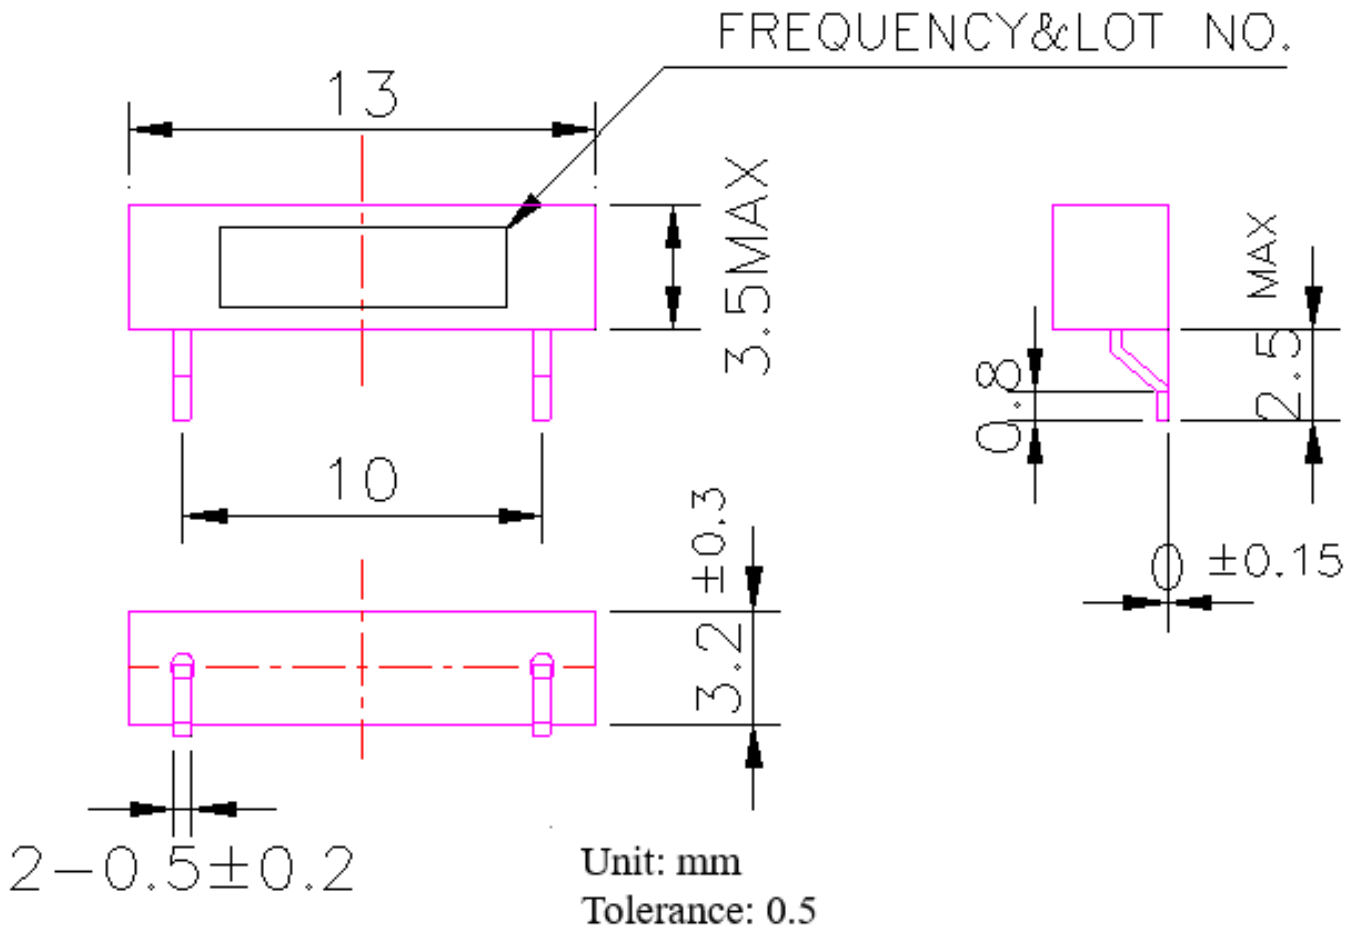 FREQUENCY&LOT NO.
13
3.5MAX
MAX
2.5
0.8
10
±0.3
3.2
0 ±0.15
2-0.5±0.2
Unit: mm
Tolerance: 0.5